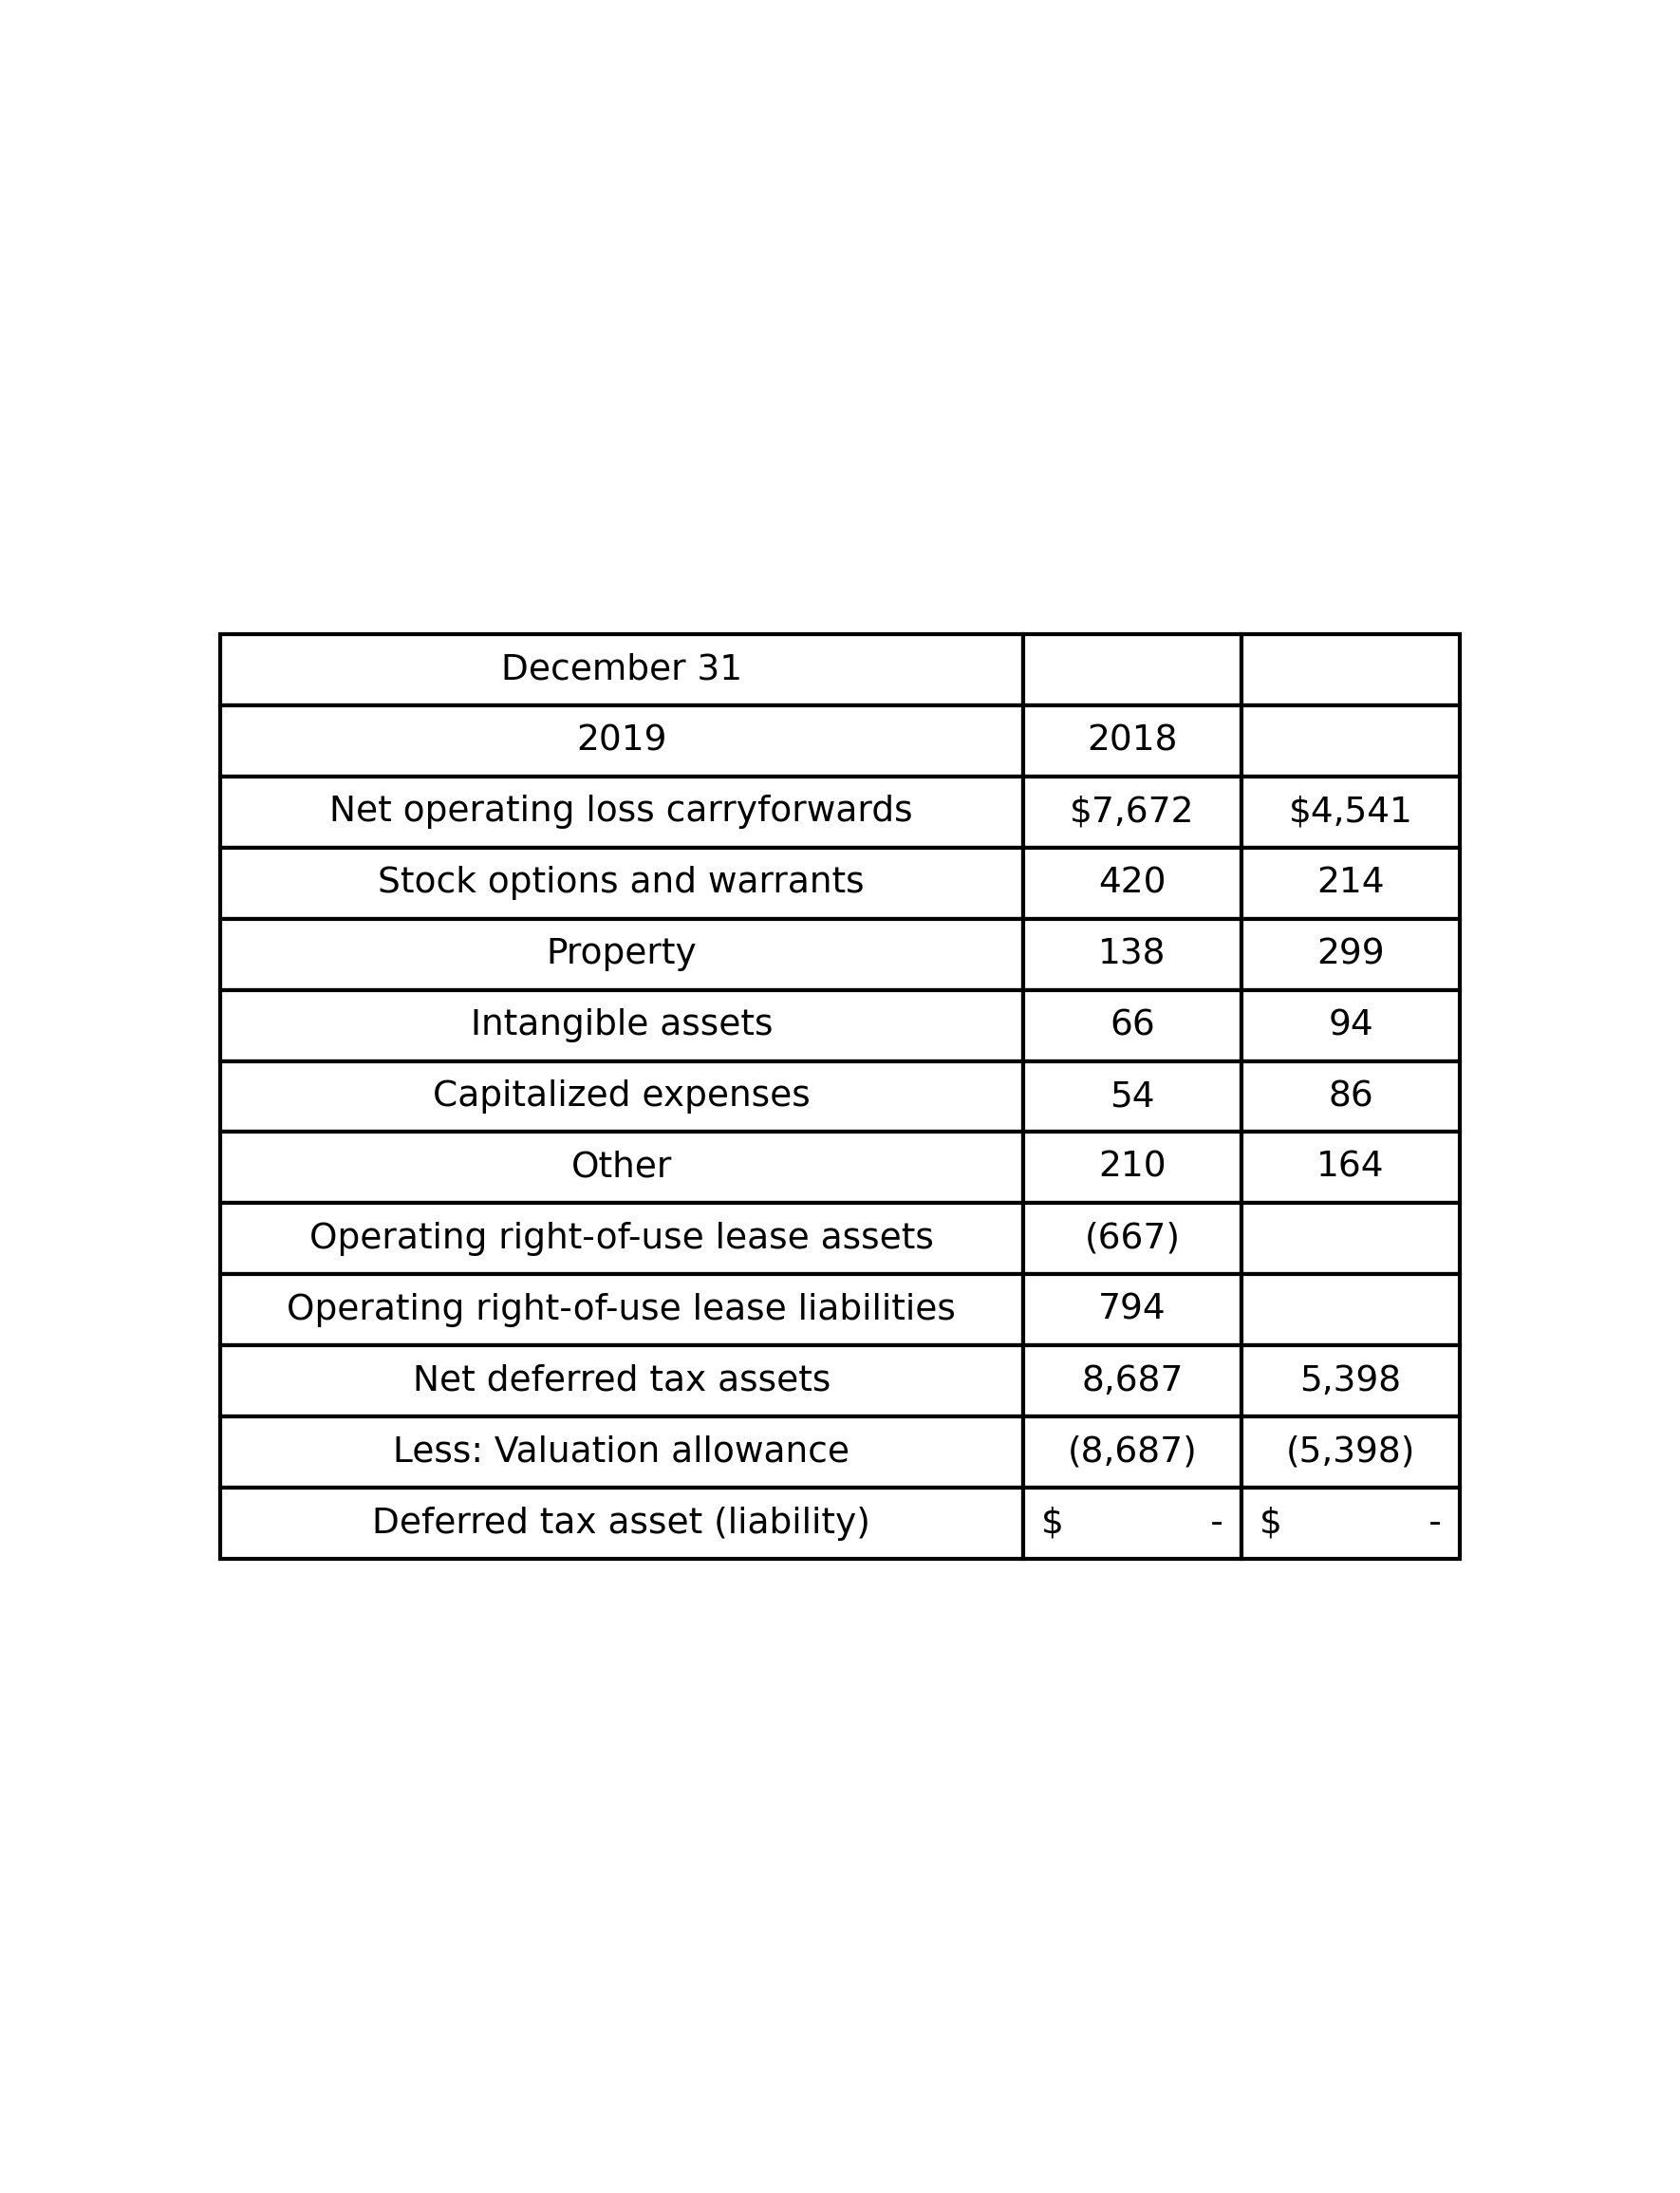 December 31
2019 2018
Net operating loss carryforwards $7,672 $4,541
Stock options and warrants 420 214
Property 138 299
Intangible assets 66 94
Capitalized expenses 54 86
Other 210 164
Operating right-of-use lease assets (667)
Operating right-of-use lease liabilities 794
Net deferred tax assets 8,687 5,398
Less: Valuation allowance (8,687) (5,398)
Deferred tax asset (liability) $ - $ -